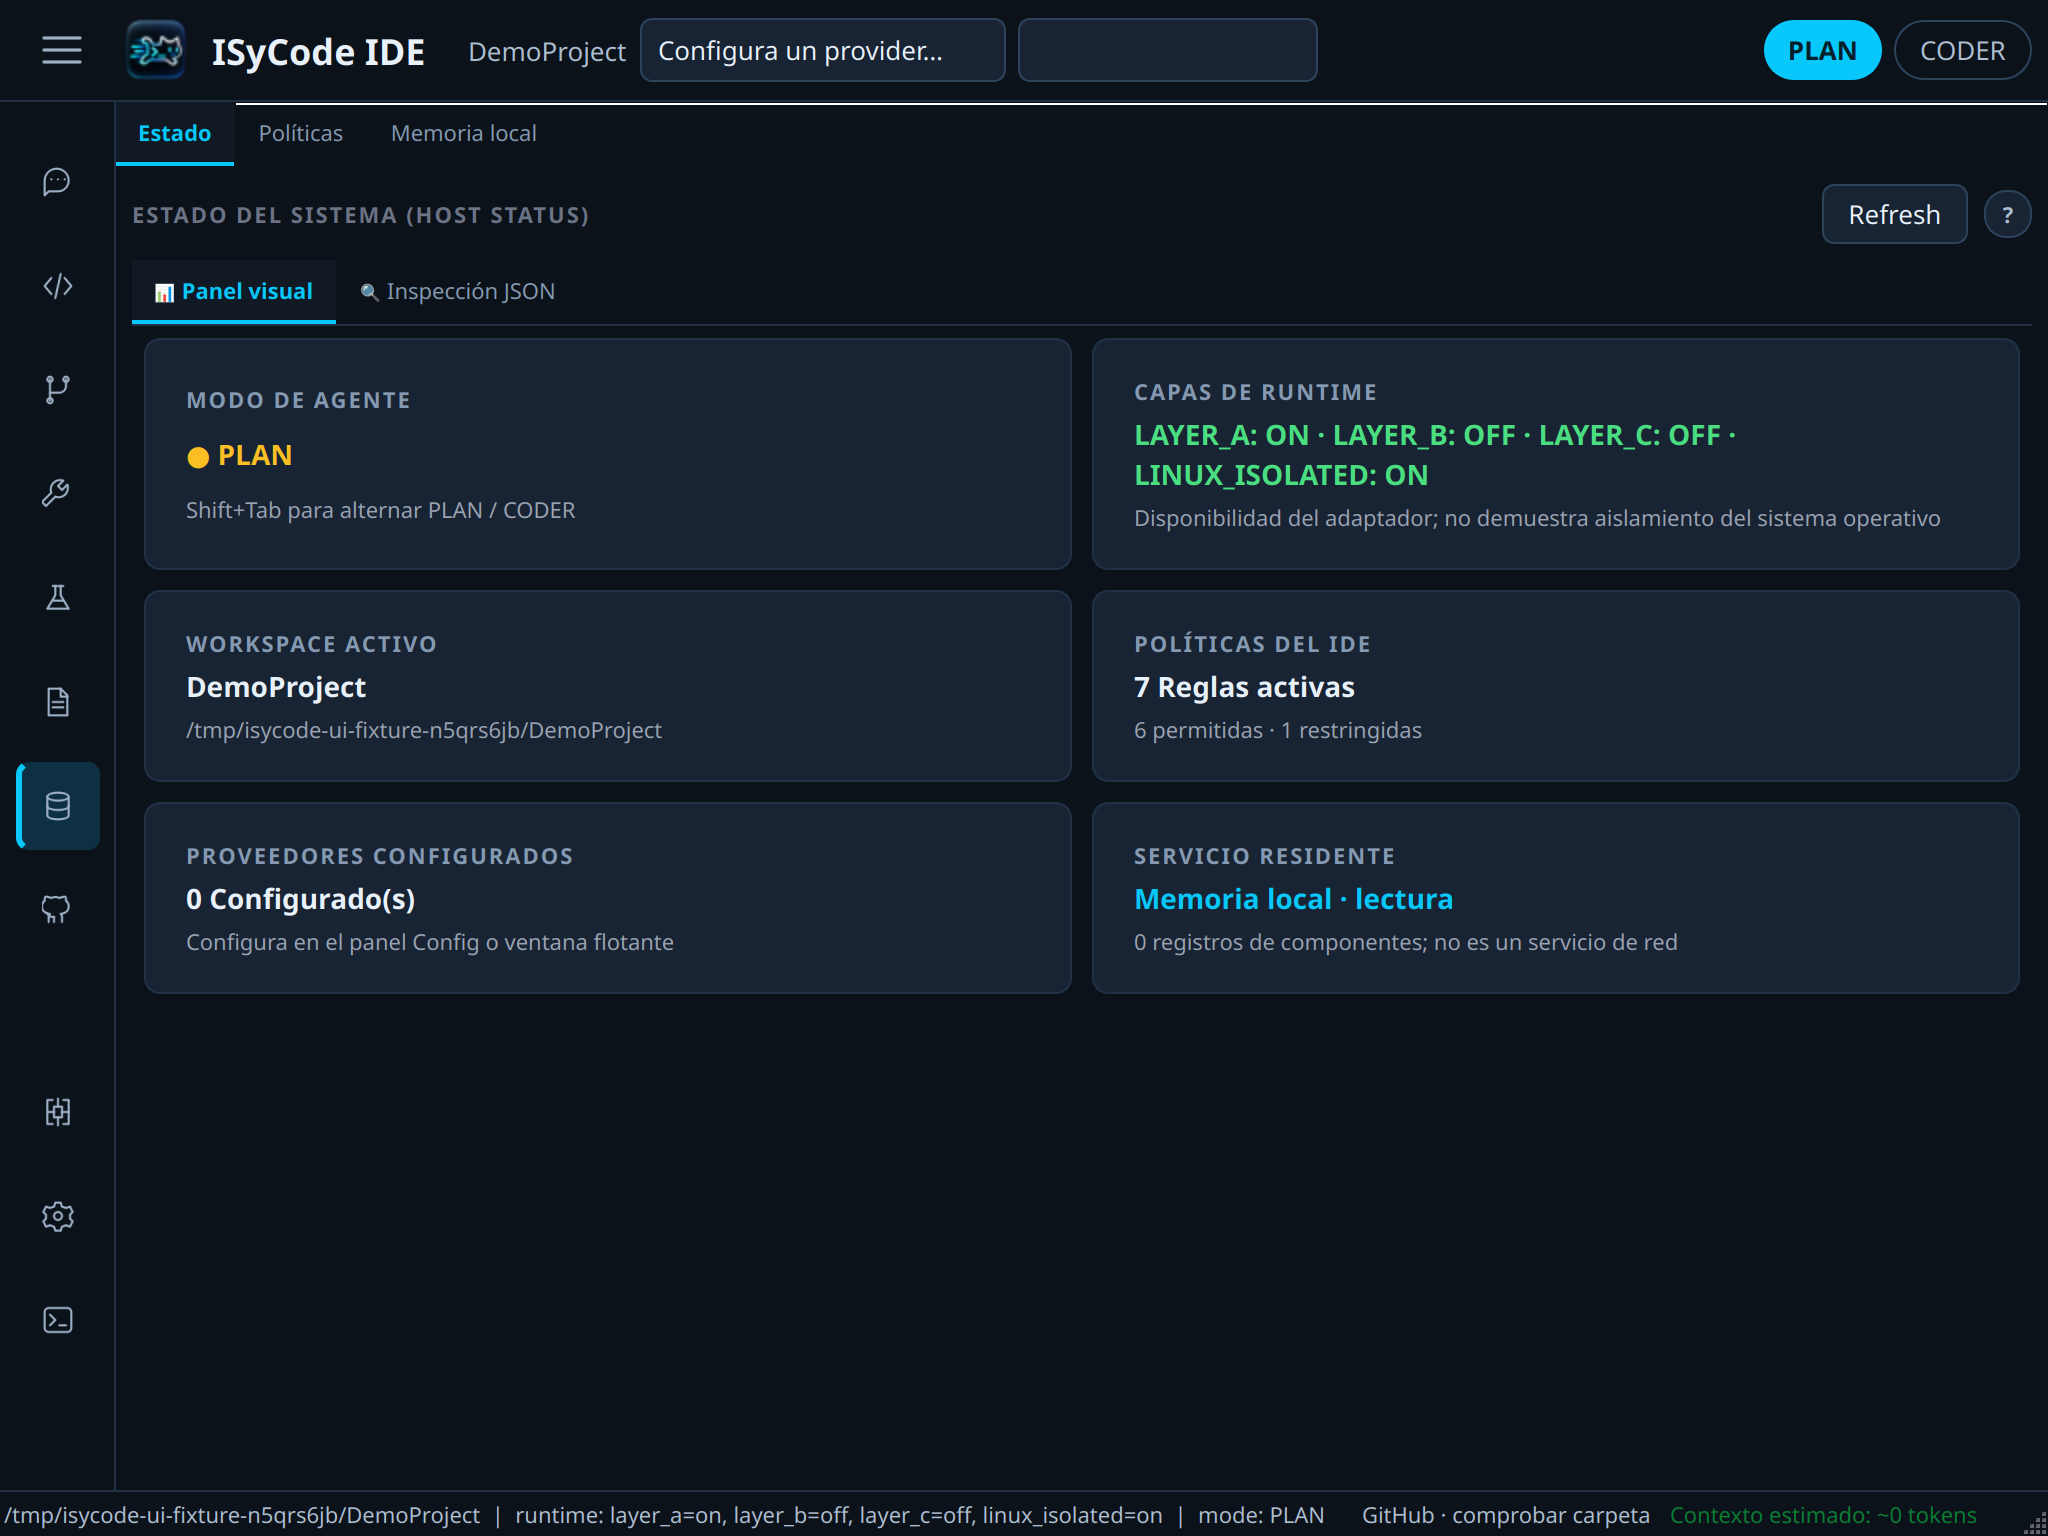 ISyCode IDE
DemoProject
Configura un provider...
PLAN
CODER
Estado
Políticas
Memoria local
ESTADO DEL SISTEMA (HOST STATUS)
Refresh
?
Panel visual
Inspección JSON
MODO DE AGENTE
PLAN
Shift+Tab para alternar PLAN / CODER
CAPAS DE RUNTIME
LAYER_A: ON · LAYER_B: OFF · LAYER_C: OFF ·
LINUX_ISOLATED: ON
Disponibilidad del adaptador; no demuestra aislamiento del sistema operativo
WORKSPACE ACTIVO
DemoProject
/tmp/isycode-ui-fixture-n5qrs6jb/DemoProject
POLÍTICAS DEL IDE
7 Reglas activas
6 permitidas · 1 restringidas
PROVEEDORES CONFIGURADOS
0 Configurado(s)
Configura en el panel Config o ventana flotante
SERVICIO RESIDENTE
Memoria local · lectura
0 registros de componentes; no es un servicio de red
/tmp/isycode-ui-fixture-n5qrs6jb/DemoProject | runtime: layer_a=on, layer_b=off, layer_c=off, linux_isolated=on | mode: PLAN
GitHub · comprobar carpeta
Contexto estimado: ~0 tokens